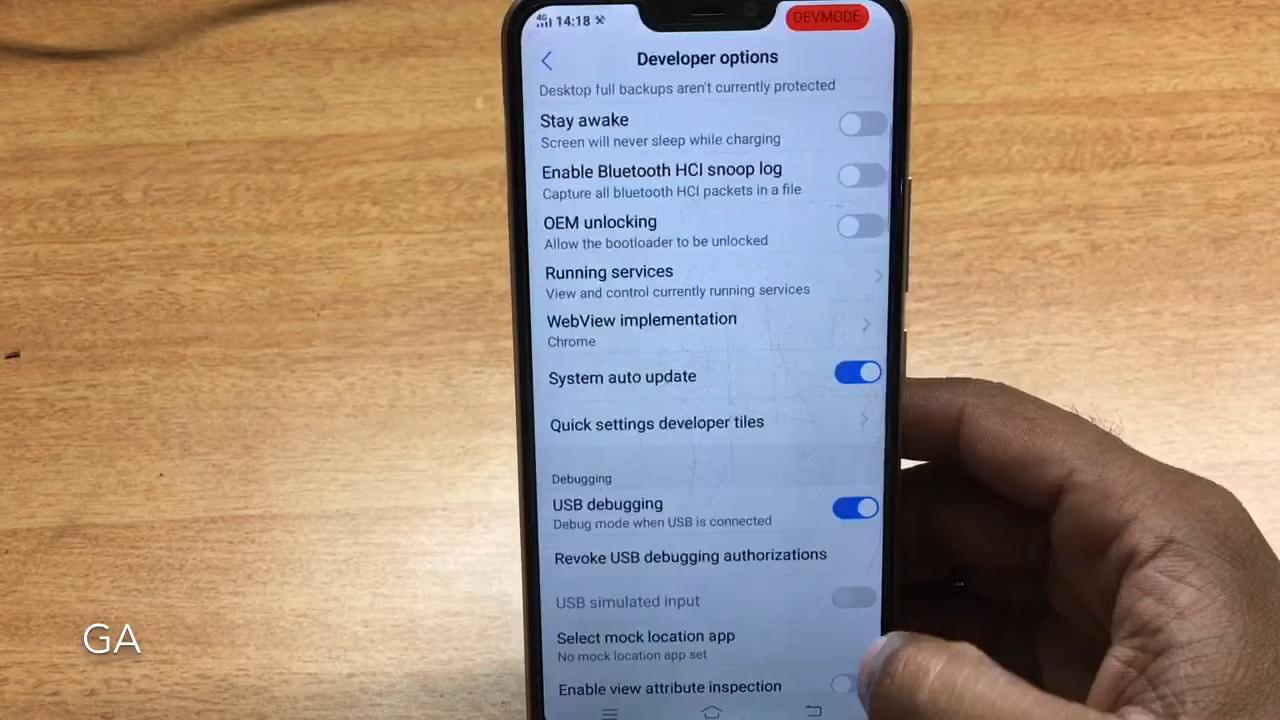 4G 14:18
DEVMODE
Developer options
Desktop full backups aren't currently protected
Stay awake
Screen will never sleep while charging
Enable Bluetooth HCI snoop log
Capture all bluetooth HCI packets in a file
OEM unlocking
Allow the bootloader to be unlocked
Running services
View and control currently running services
WebView implementation
Chrome
System auto update
Quick settings developer tiles
Debugging
USB debugging
Debug mode when USB is connected
Revoke USB debugging authorizations
USB simulated input
Select mock location app
No mock location app set
Enable view attribute inspection
GA